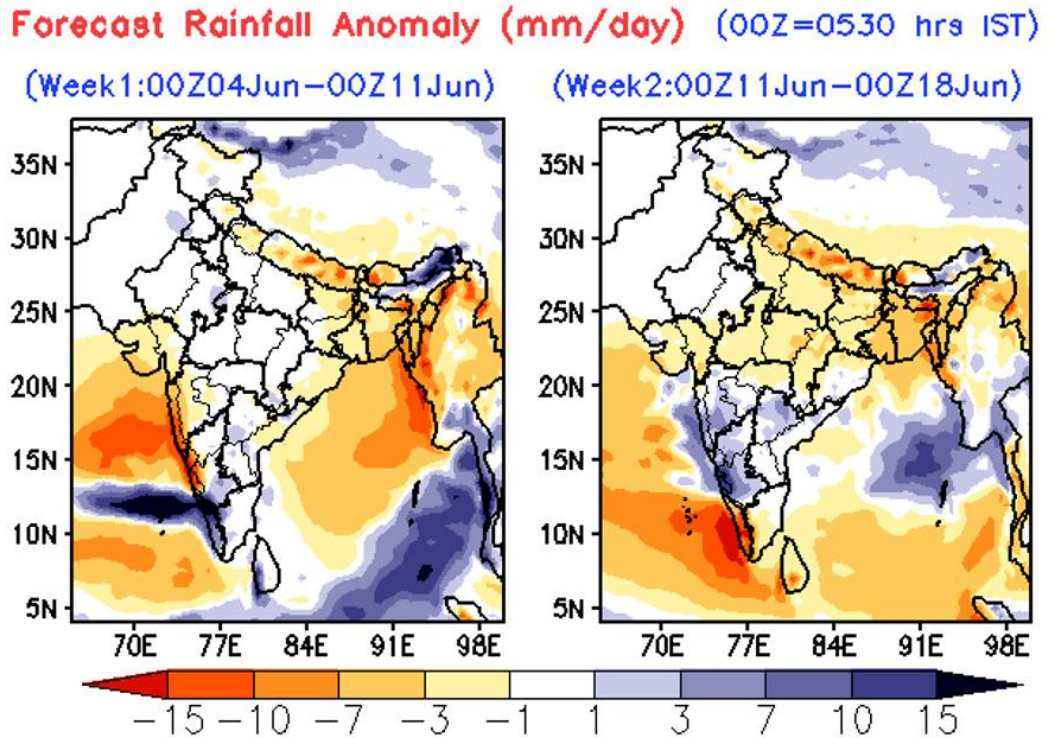 Forecast Rainfall Anomaly (mm/day) (00Z=0530 hrs IST)
(Week1:00Z04Jun-00Z11Jun) (Week2:00Z11Jun-00Z18Jun)
35N 35N
30N 30N
25N 25N
20N 20N
15N 15N
10N 10N
5N 5N
70E 77E 84E 91E 98E 70E 77E 84E 91E 98E
-15 -10 -7 -3 -1 1 3 7 10 15